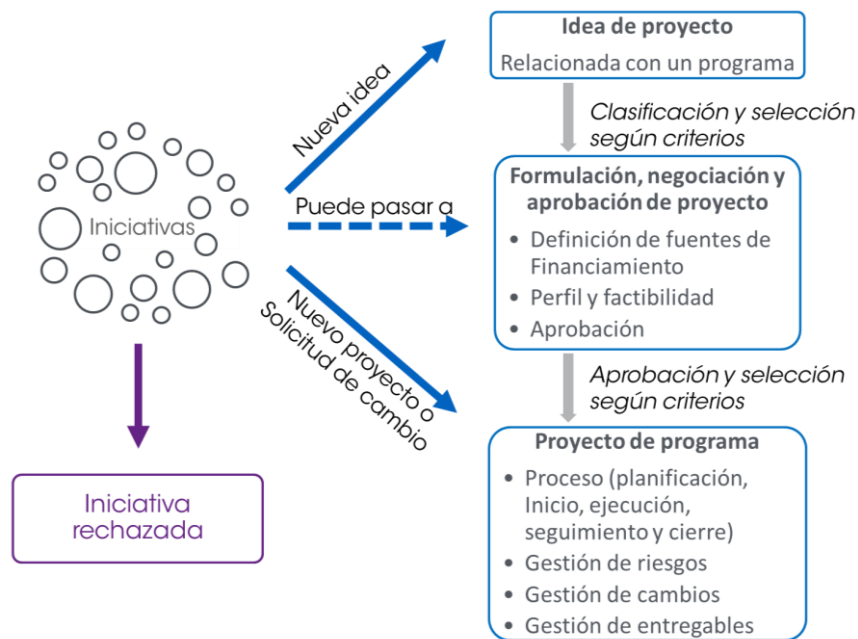 Idea de proyecto
Relacionada con un programa
Nueva idea
Clasificación y selección
según criterios
Iniciativas
Puede pasar a
Formulación, negociación y
aprobación de proyecto
• Definición de fuentes de
Financiamiento
• Perfil y factibilidad
• Aprobación
Nuevo proyecto o
Solicitud de cambio
Aprobación y selección
según criterios
Iniciativa
rechazada
Proyecto de programa
• Proceso (planificación,
Inicio, ejecución,
seguimiento y cierre)
• Gestión de riesgos
• Gestión de cambios
• Gestión de entregables